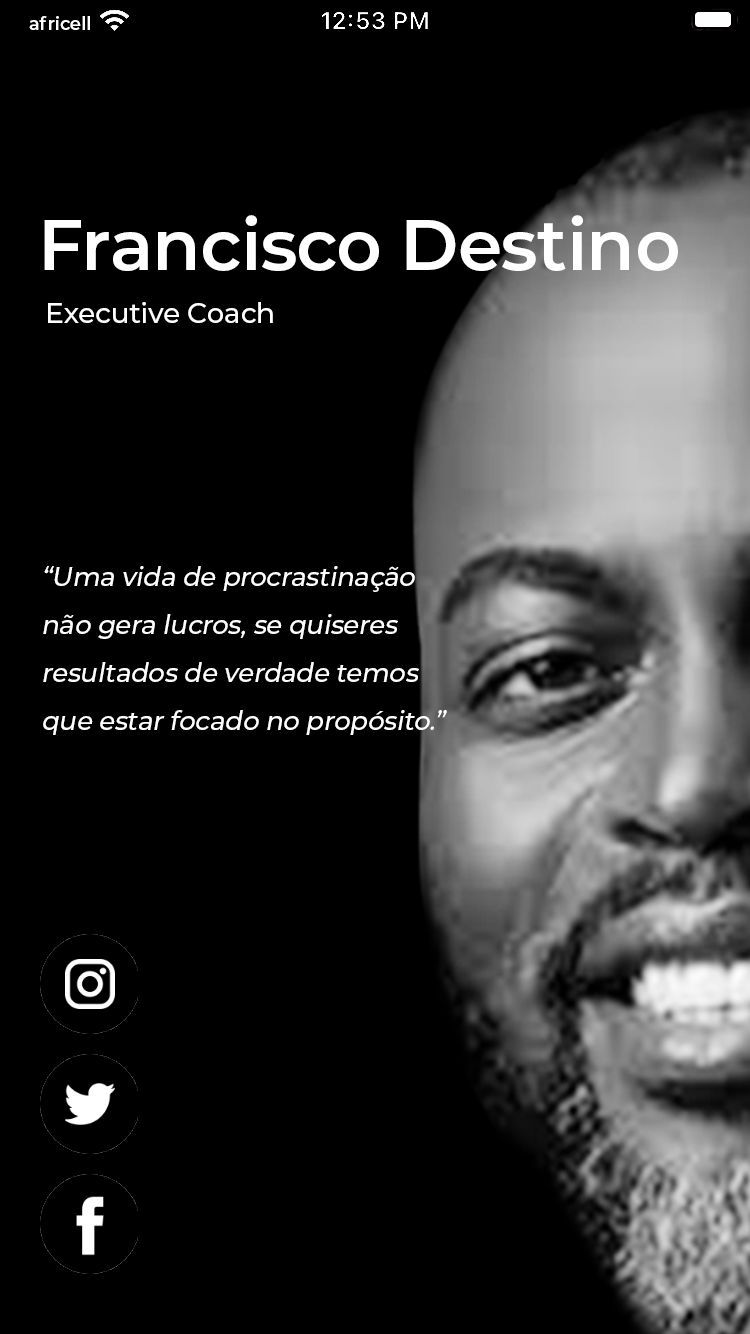 africell 12:53 PM
Francisco Destino
Executive Coach
“Uma vida de procrastinação
não gera lucros, se quiseres
resultados de verdade temos
que estar focado no propósito.”